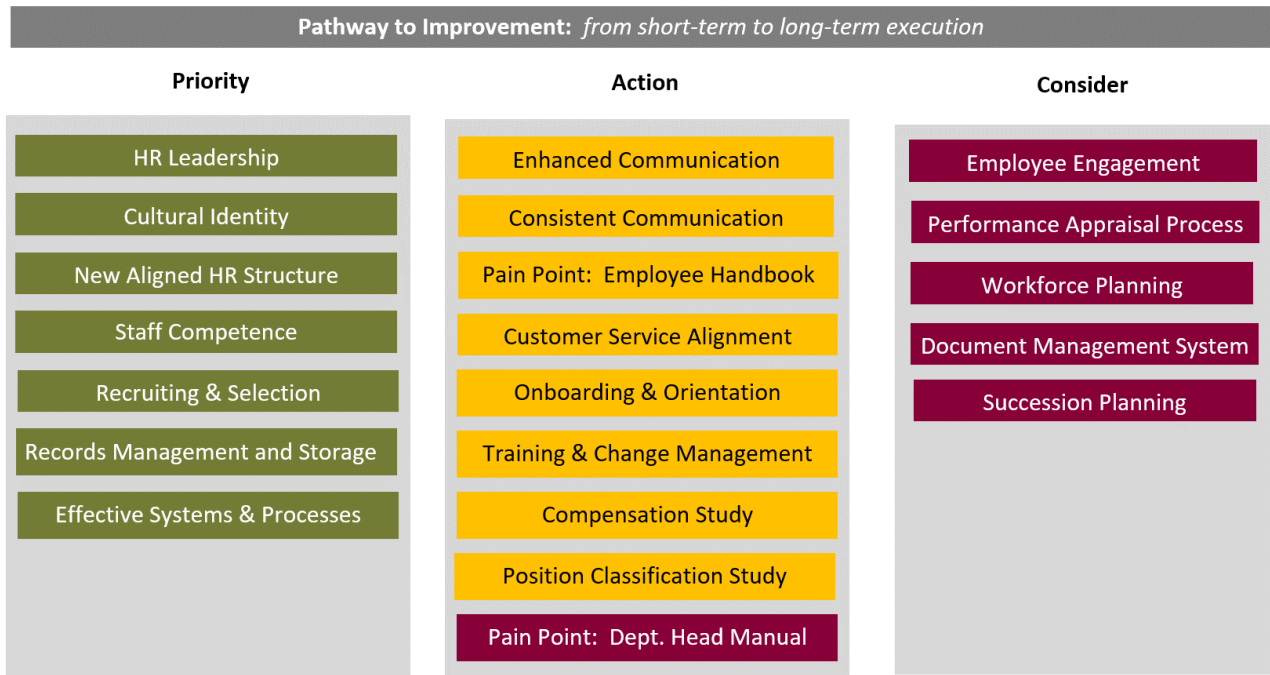 Pathway to Improvement: from short-term to long-term execution
Priority
HR Leadership
Cultural Identity
New Aligned HR Structure
Staff Competence
Recruiting & Selection
Records Management and Storage
Effective Systems & Processes
Action
Enhanced Communication
Consistent Communication
Pain Point: Employee Handbook
Customer Service Alignment
Onboarding & Orientation
Training & Change Management
Compensation Study
Position Classification Study
Pain Point: Dept. Head Manual
Consider
Employee Engagement
Performance Appraisal Process
Workforce Planning
Document Management System
Succession Planning